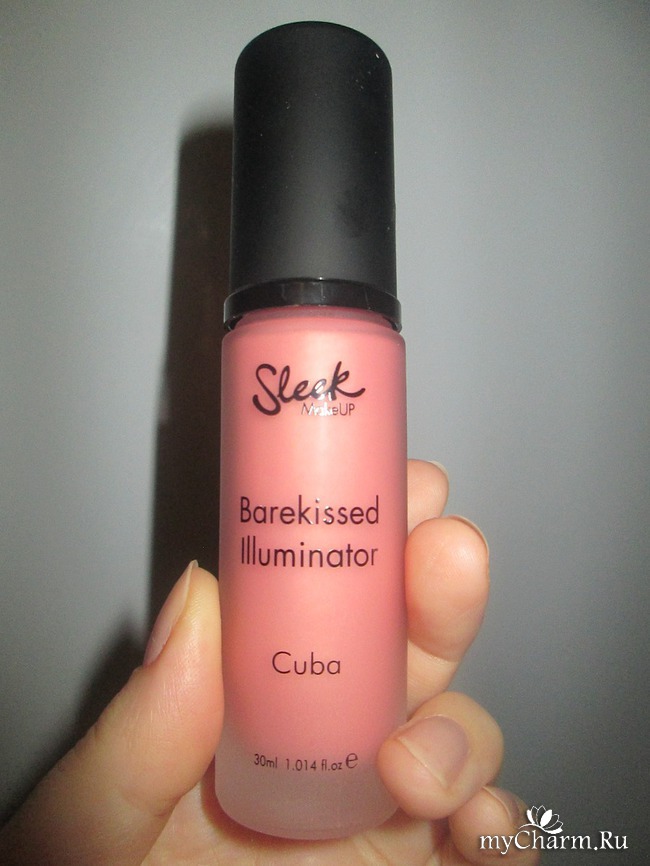 Sleek
MakeUP
Barekissed
Illuminator
Cuba
30ml 1.014 fl.oz ℮
myCharm.Ru